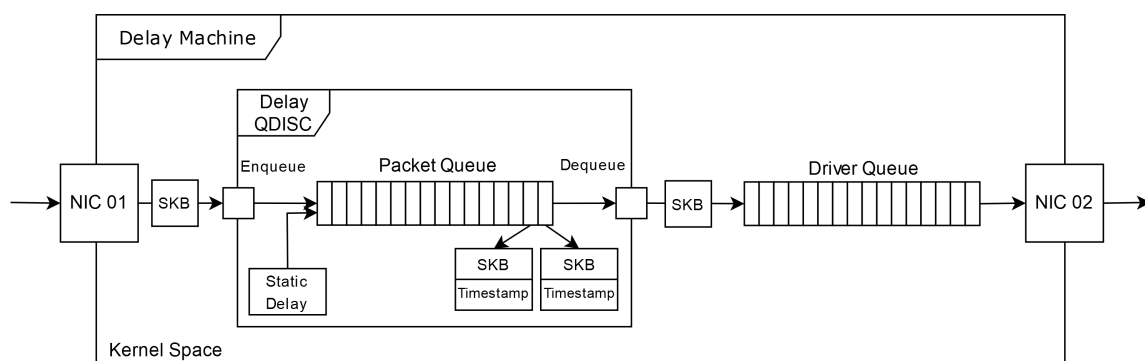 Delay Machine
Delay
QDISC
Enqueue
Packet Queue
Dequeue
Driver Queue
NIC 01
SKB
SKB
NIC 02
Static
Delay
SKB
Timestamp
SKB
Timestamp
Kernel Space